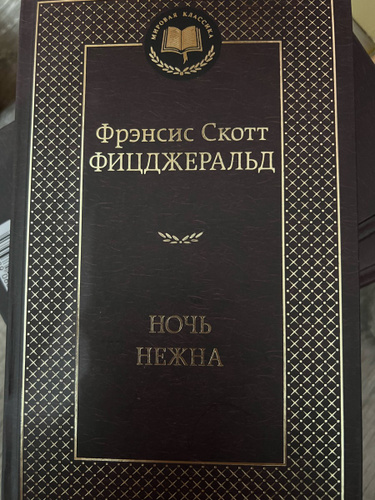 МИРОВАЯ КЛАССИКА
Фрэнсис Скотт
ФИЦДЖЕРАЛЬД
НОЧЬ
НЕЖНА